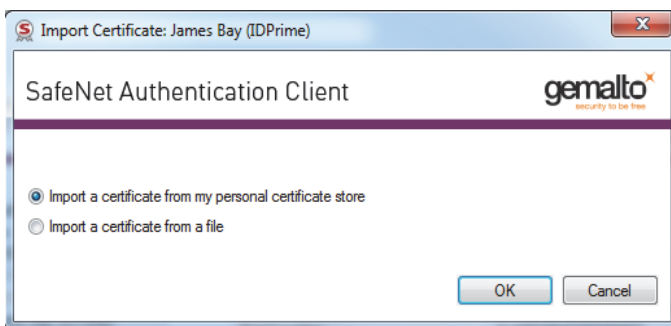 Import Certificate: James Bay (IDPrime)
SafeNet Authentication Client
gemalto
security to be free
Import a certificate from my personal certificate store
Import a certificate from a file
OK Cancel